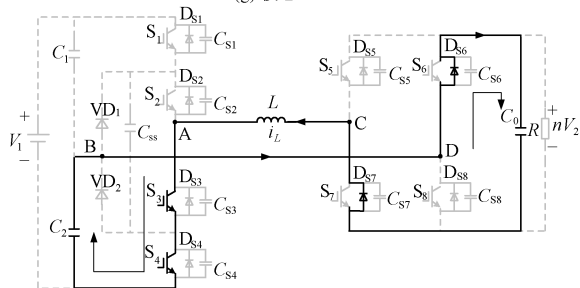 D_S1
S_1
C_S1
C_1
D_S2
S_2
C_S2
VD_1
C_ss
V_1
+
−
B
A
L
i_L
C
VD_2
D_S3
S_3
C_S3
C_2
D_S4
S_4
C_S4
D_S5
S_5
C_S5
D_S6
S_6
C_S6
C_0
R
+
nV_2
−
D
D_S7
S_7
C_S7
D_S8
S_8
C_S8